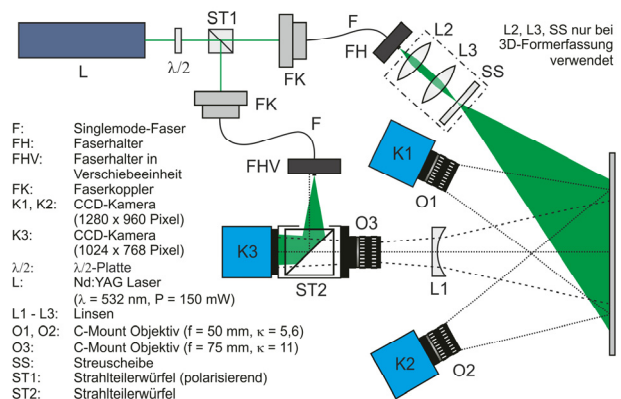 ST1
L
λ/2
FK
F
FH
L2
L3
SS
L2, L3, SS nur bei
3D-Formerfassung
verwendet
FK
F
FHV
K1
O1
K3
O3
ST2
L1
K2
O2
F: Singlemode-Faser
FH: Faserhalter
FHV: Faserhalter in
Verschiebeeinheit
FK: Faserkoppler
K1, K2: CCD-Kamera
(1280 x 960 Pixel)
K3: CCD-Kamera
(1024 x 768 Pixel)
λ/2: λ/2-Platte
L: Nd:YAG Laser
(λ = 532 nm, P = 150 mW)
L1 - L3: Linsen
O1, O2: C-Mount Objektiv (f = 50 mm, κ = 5,6)
O3: C-Mount Objektiv (f = 75 mm, κ = 11)
SS: Streuscheibe
ST1: Strahlteilerwürfel (polarisierend)
ST2: Strahlteilerwürfel